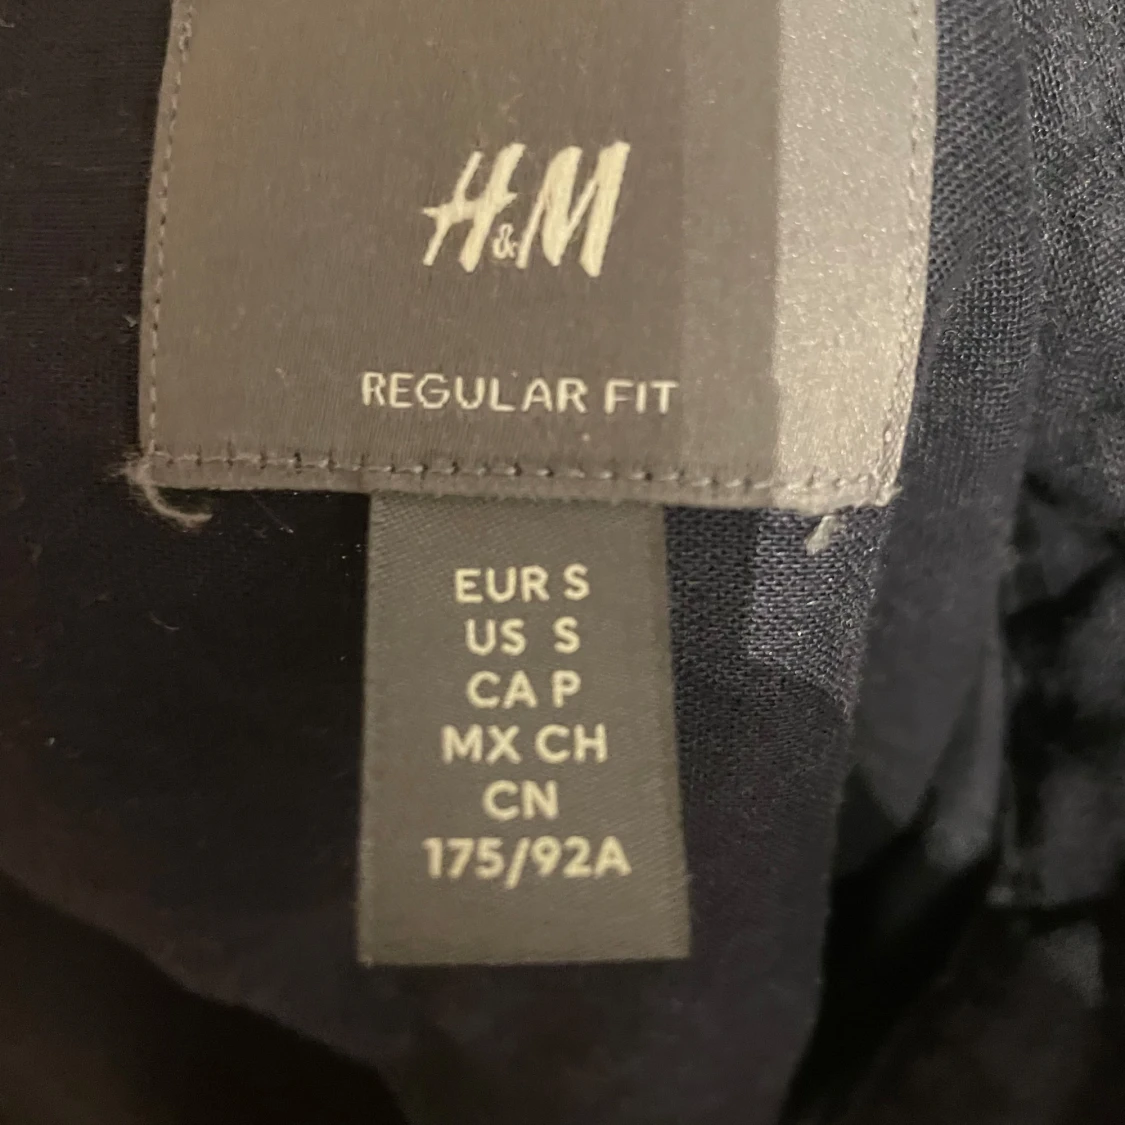 H&M
REGULAR FIT
EUR S
US S
CA P
MX CH
CN
175/92A